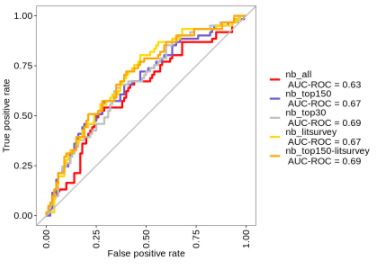 1.00
0.75
0.50
0.25
0.00
True positive rate
0.00
0.25
0.50
0.75
1.00
False positive rate
nb_all
AUC-ROC = 0.63
nb_top150
AUC-ROC = 0.67
nb_top30
AUC-ROC = 0.69
nb_litsurvey
AUC-ROC = 0.67
nb_top150-litsurvey
AUC-ROC = 0.69